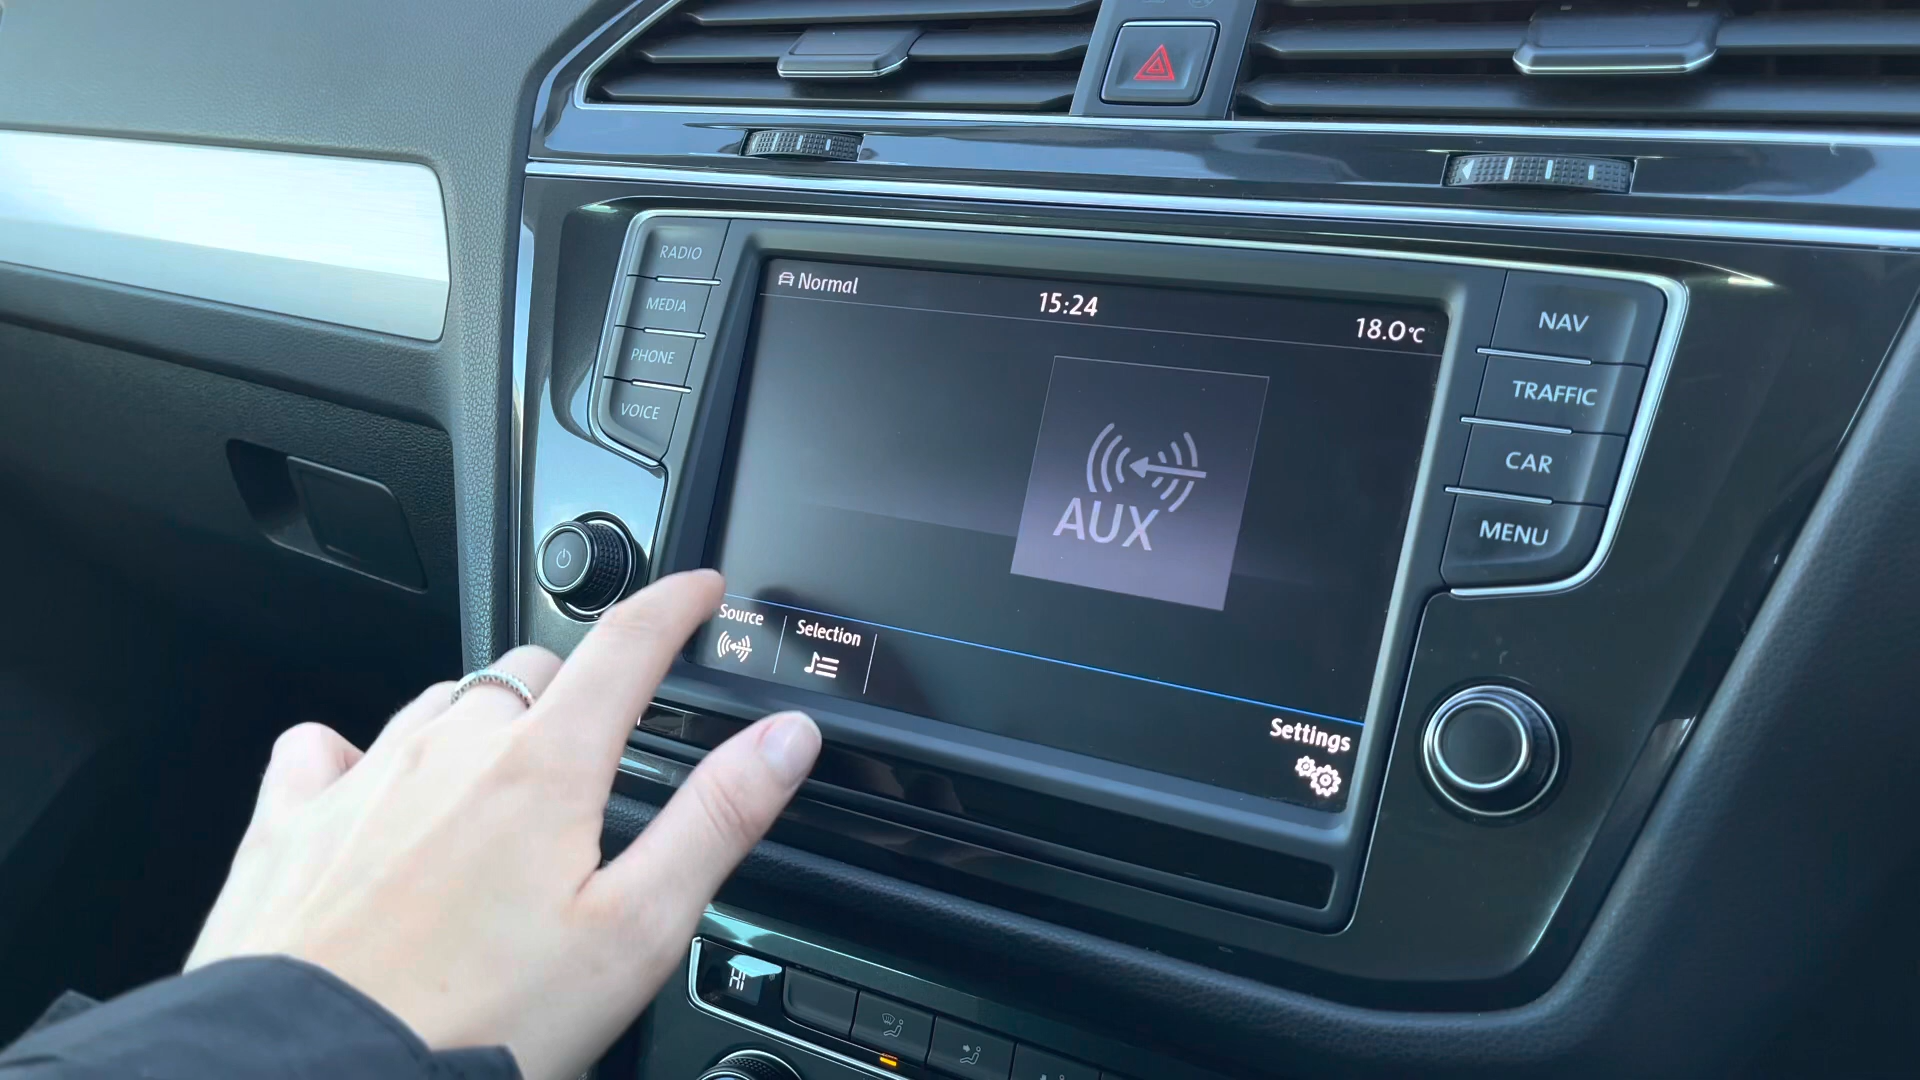 RADIO
MEDIA
PHONE
VOICE
Normal
15:24
18.0°C
AUX
Source
Selection
Settings
NAV
TRAFFIC
CAR
MENU
HI